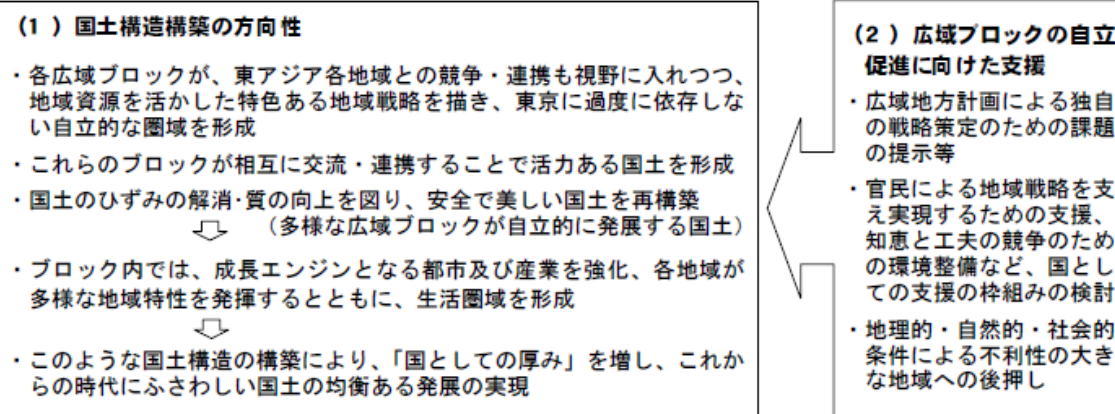 （1 ）国土構造構築の方向性
・各広域ブロックが、東アジア各地域との競争・連携も視野に入れつつ、
地域資源を活かした特色ある地域戦略を描き、東京に過度に依存しな
い自立的な圏域を形成
・これらのブロックが相互に交流・連携することで活力ある国土を形成
・国土のひずみの解消･質の向上を図り、安全で美しい国土を再構築
（多様な広域ブロックが自立的に発展する国土）
・ブロック内では、成長エンジンとなる都市及び産業を強化、各地域が
多様な地域特性を発揮するとともに、生活圏域を形成
・このような国土構造の構築により、「国としての厚み」を増し、これか
らの時代にふさわしい国土の均衡ある発展の実現
（2 ）広域ブロックの自立
促進に向けた支援
・広域地方計画による独自
の戦略策定のための課題
の提示等
・官民による地域戦略を支
え実現するための支援、
知恵と工夫の競争のため
の環境整備など、国とし
ての支援の枠組みの検討
・地理的・自然的・社会的
条件による不利性の大き
な地域への後押し